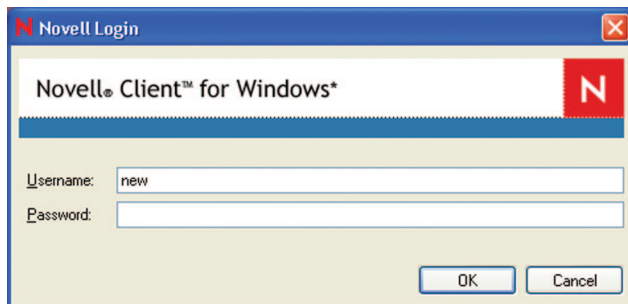 N Novell Login
Novell® Client™ for Windows*
N
Username: new
Password:
OK Cancel